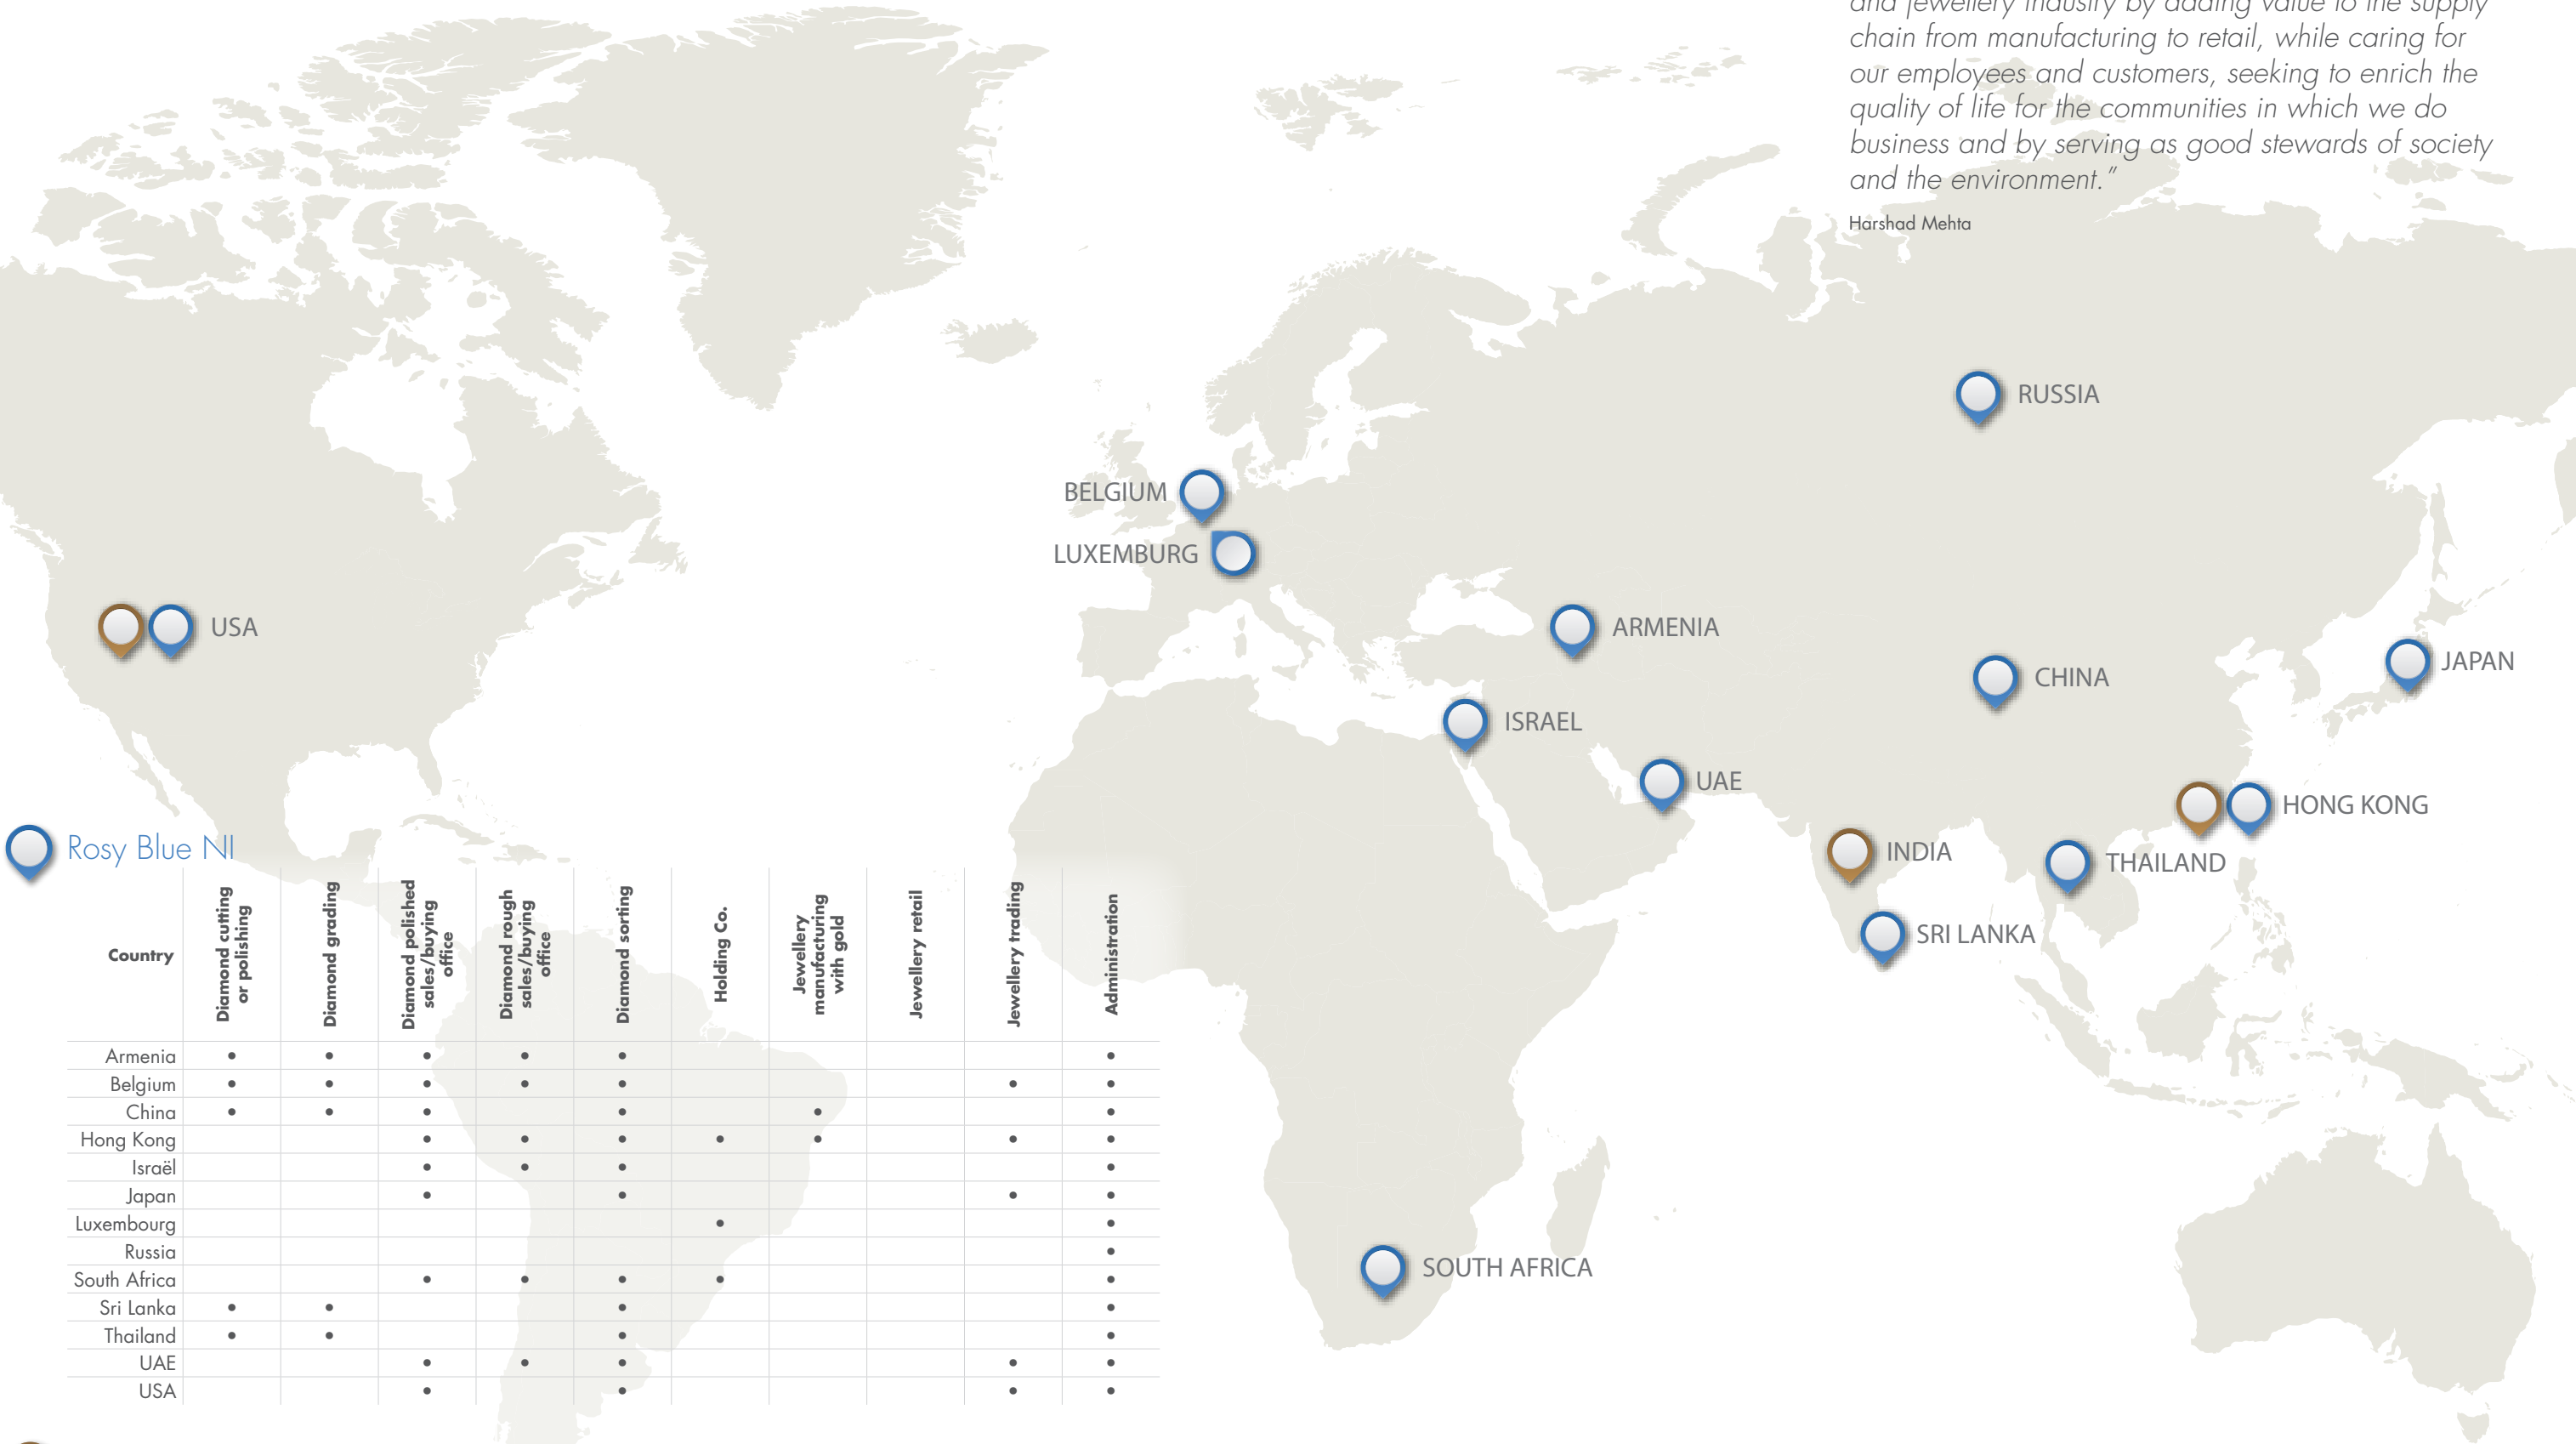 and jewellery industry by adding value to the supply
chain from manufacturing to retail, while caring for
our employees and customers, seeking to enrich the
quality of life for the communities in which we do
business and by serving as good stewards of society
and the environment.”
Harshad Mehta
RUSSIA
BELGIUM
LUXEMBURG
USA
ARMENIA
JAPAN
CHINA
ISRAEL
UAE
HONG KONG
INDIA
THAILAND
SRI LANKA
SOUTH AFRICA
Rosy Blue NI
Country
Diamond cutting
or polishing
Diamond grading
Diamond polished
sales/buying
office
Diamond rough
sales/buying
office
Diamond sorting
Holding Co.
Jewellery
manufacturing
with gold
Jewellery retail
Jewellery trading
Administration
Armenia • • • • • •
Belgium • • • • • • •
China • • • • • •
Hong Kong • • • • • • •
Israël • • • •
Japan • • • •
Luxembourg • •
Russia •
South Africa • • • • •
Sri Lanka • • • •
Thailand • • • •
UAE • • • • •
USA • • • •